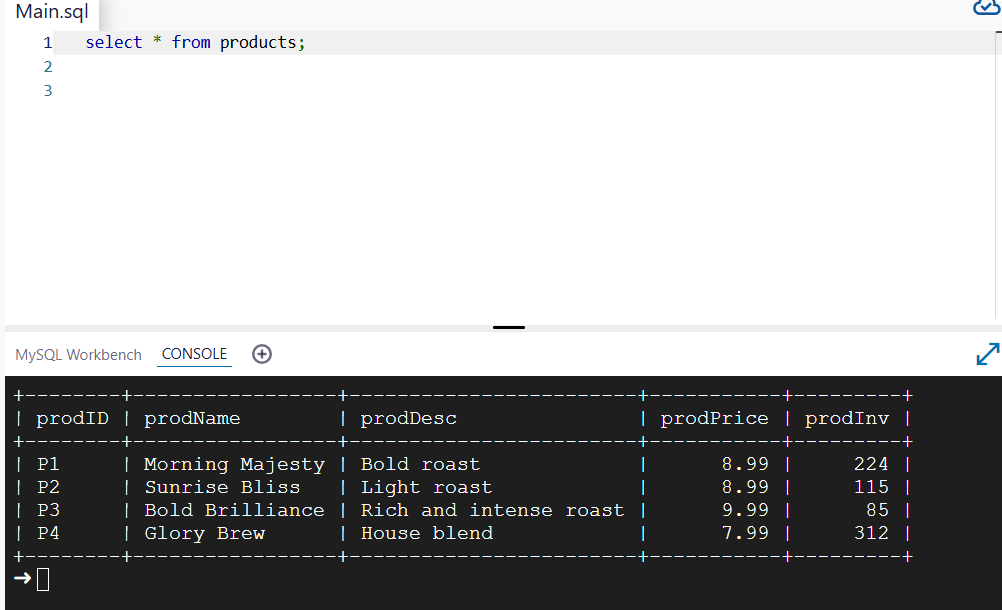 Main.sql
1 select * from products;
2
3
MySQL Workbench CONSOLE
+--------+-----------------+------------------------+-----------+---------+
| prodID | prodName        | prodDesc               | prodPrice | prodInv |
+--------+-----------------+------------------------+-----------+---------+
| P1     | Morning Majesty | Bold roast             |      8.99 |     224 |
| P2     | Sunrise Bliss   | Light roast            |      8.99 |     115 |
| P3     | Bold Brilliance | Rich and intense roast |      9.99 |      85 |
| P4     | Glory Brew      | House blend            |      7.99 |     312 |
+--------+-----------------+------------------------+-----------+---------+